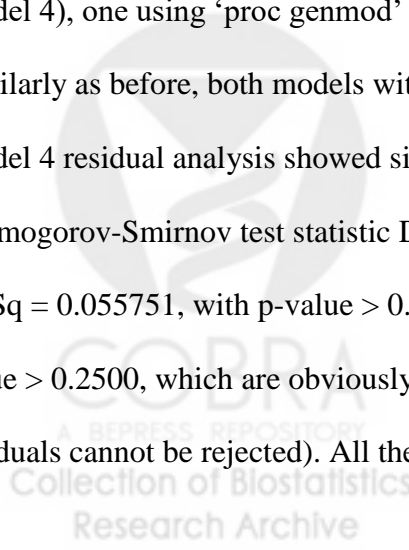 del 4), one using ‘proc genmod’
ilarly as before, both models wit
del 4 residual analysis showed si
mogorov-Smirnov test statistic D
Sq = 0.055751, with p-value > 0.
ue > 0.2500, which are obviously
duals cannot be rejected). All the
COBRA
A BEPRESS REPOSITORY
Collection of Biostatistics
Research Archive